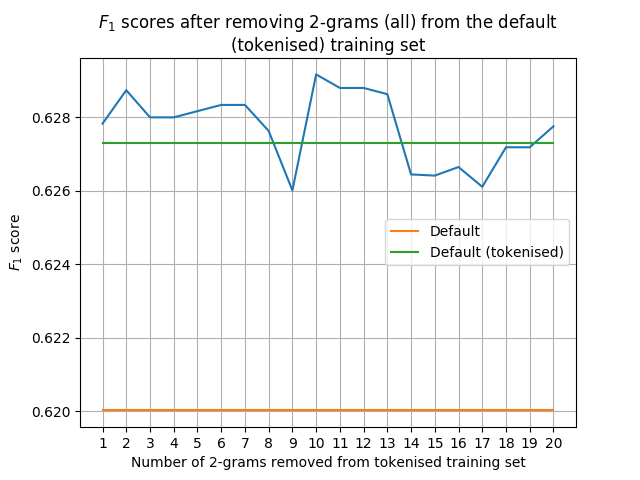 F1 scores after removing 2-grams (all) from the default
(tokenised) training set
F1 score
0.628
0.626
0.624
0.622
0.620
Default
Default (tokenised)
1 2 3 4 5 6 7 8 9 10 11 12 13 14 15 16 17 18 19 20
Number of 2-grams removed from tokenised training set